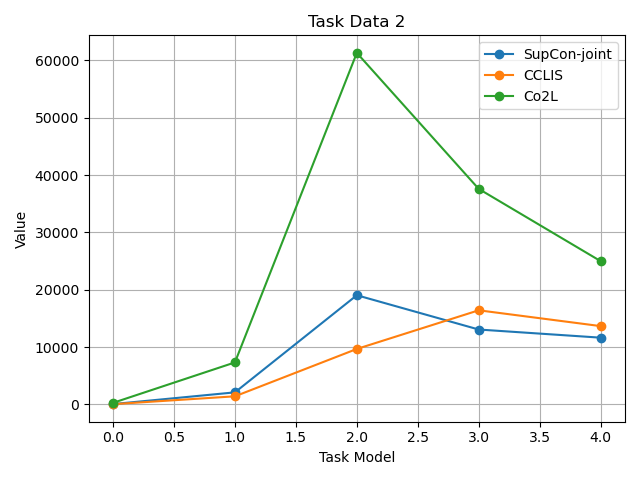 Task Data 2
SupCon-joint
CCLIS
Co2L
Value
60000
50000
40000
30000
20000
10000
0
0.0 0.5 1.0 1.5 2.0 2.5 3.0 3.5 4.0
Task Model